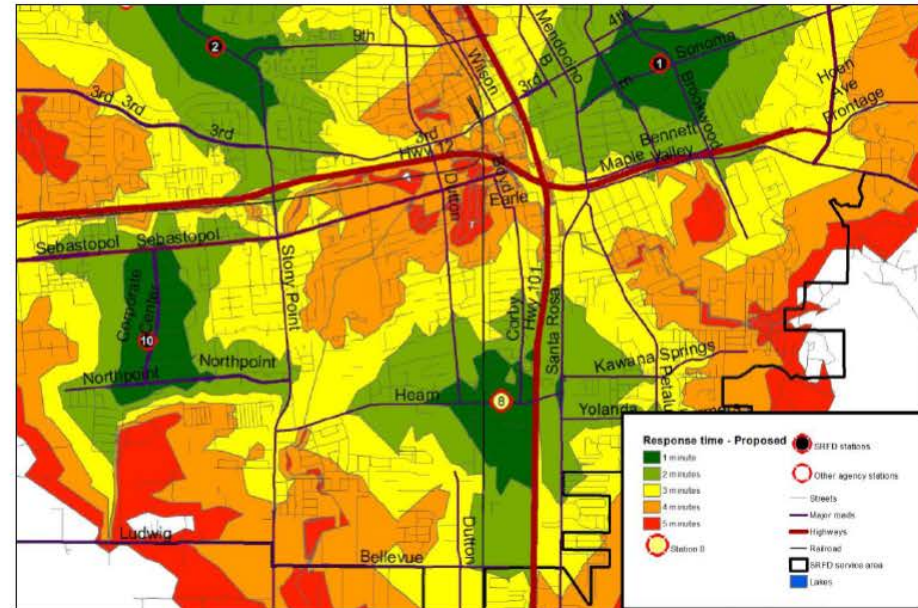 2
9th
Wilson
Mendocino
B
4th
Sonoma
1
E
Brookwood
Hoen
Ave
Frontage
3rd
3rd
3rd
3rd
3rd
Hwy 12
Bennett
Maple Valley
Dutton
Boyd
Earle
Sebastopol
Sebastopol
Stony Point
Corporate
Center
10
Northpoint
Northpoint
Corby
Hwy 101
Santa Rosa
Kawana Springs
Petalu
Hearn
8
Yolanda
Ludwig
Bellevue
Dutton
Response time - Proposed
1 minute
2 minutes
3 minutes
4 minutes
5 minutes
Station 8
SRFD stations
Other agency stations
Streets
Major roads
Highways
Railroad
SRFD service area
Lakes